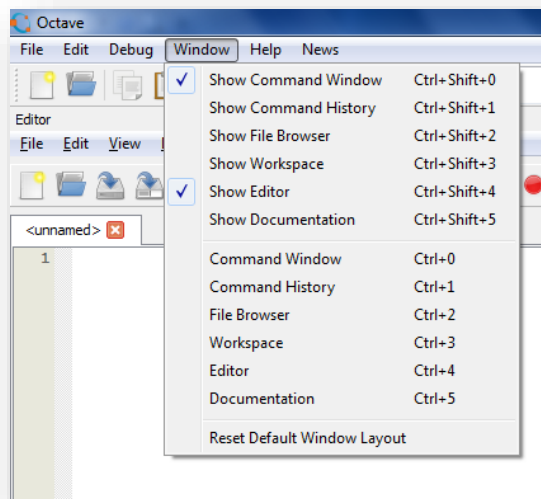 Octave
File Edit Debug Window Help News
Show Command Window Ctrl+Shift+0
Show Command History Ctrl+Shift+1
Editor
Show File Browser Ctrl+Shift+2
File Edit View
Show Workspace Ctrl+Shift+3
Show Editor Ctrl+Shift+4
Show Documentation Ctrl+Shift+5
<unnamed>
1
Command Window Ctrl+0
Command History Ctrl+1
File Browser Ctrl+2
Workspace Ctrl+3
Editor Ctrl+4
Documentation Ctrl+5
Reset Default Window Layout